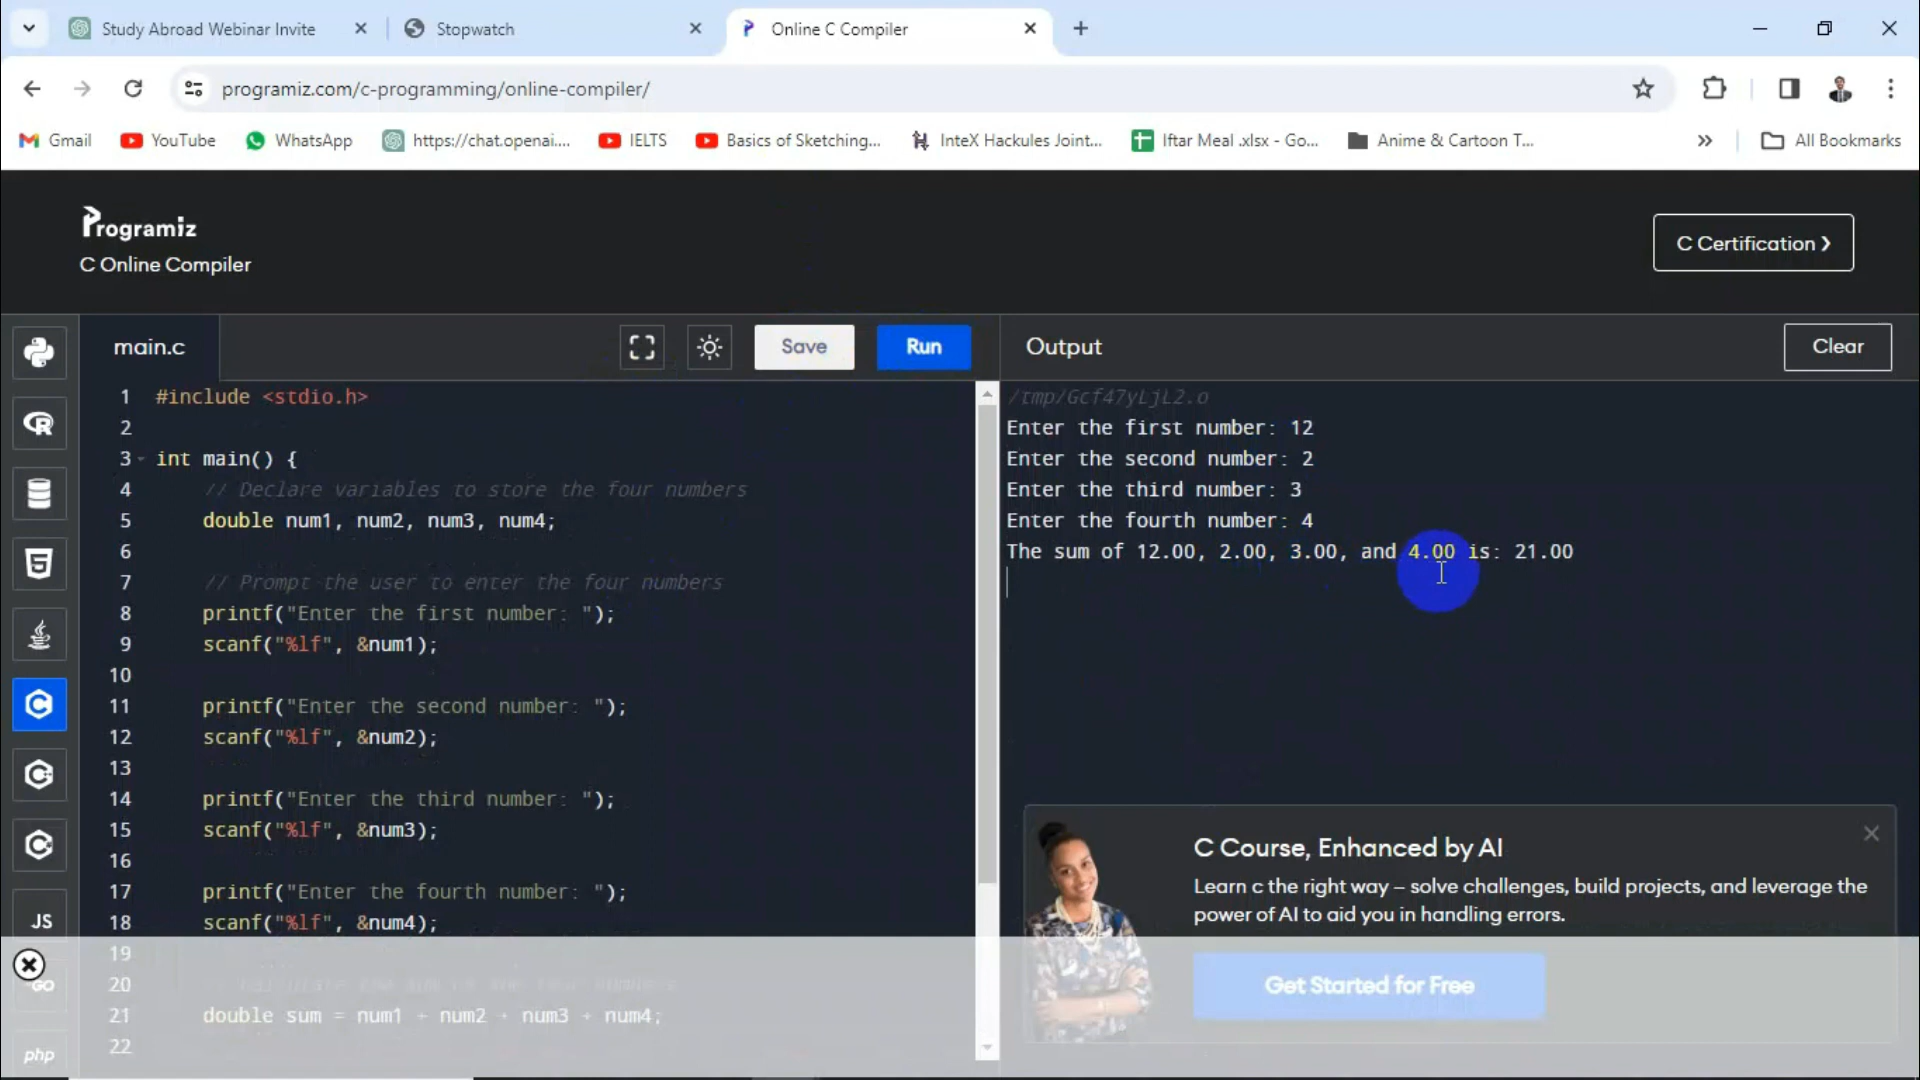 Study Abroad Webinar Invite
Stopwatch
Online C Compiler
programiz.com/c-programming/online-compiler/
Gmail
YouTube
WhatsApp
https://chat.openai....
IELTS
Basics of Sketching...
InteX Hackules Joint...
Iftar Meal .xlsx - Go...
Anime & Cartoon T...
»
All Bookmarks
Programiz
C Online Compiler
C Certification ❯
main.c
Save
Run
Output
Clear
1 #include <stdio.h>
2
3 int main() {
4 // Declare variables to store the four numbers
5 double num1, num2, num3, num4;
6
7 // Prompt the user to enter the four numbers
8 printf("Enter the first number: ");
9 scanf("%lf", &num1);
10
11 printf("Enter the second number: ");
12 scanf("%lf", &num2);
13
14 printf("Enter the third number: ");
15 scanf("%lf", &num3);
16
17 printf("Enter the fourth number: ");
18 scanf("%lf", &num4);
19
20
21 double sum = num1 + num2 + num3 + num4;
22
JS
GO
php
/tmp/Gcf47yLjL2.o
Enter the first number: 12
Enter the second number: 2
Enter the third number: 3
Enter the fourth number: 4
The sum of 12.00, 2.00, 3.00, and 4.00 is: 21.00
C Course, Enhanced by AI
Learn c the right way – solve challenges, build projects, and leverage the
power of AI to aid you in handling errors.
Get Started for Free